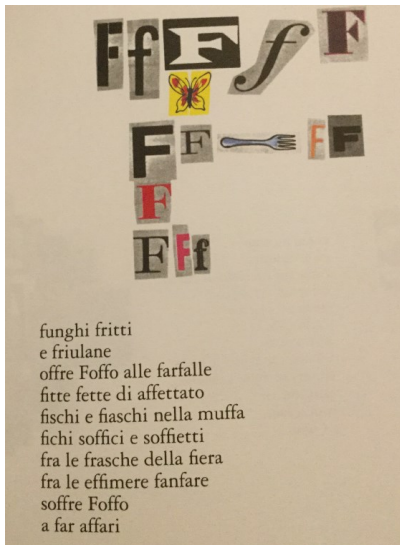 F f F f F
F F F F
F
F F f
funghi fritti
e friulane
offre Foffo alle farfalle
fitte fette di affettato
fischi e fiaschi nella muffa
fichi soffici e soffietti
fra le frasche della fiera
fra le effimere fanfare
soffre Foffo
a far affari